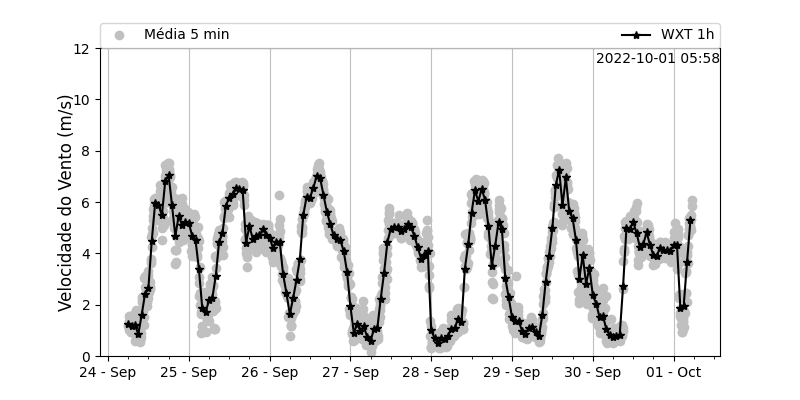 Média 5 min
WXT 1h
2022-10-01 05:58
Velocidade do Vento (m/s)
12
10
8
6
4
2
0
24 - Sep
25 - Sep
26 - Sep
27 - Sep
28 - Sep
29 - Sep
30 - Sep
01 - Oct